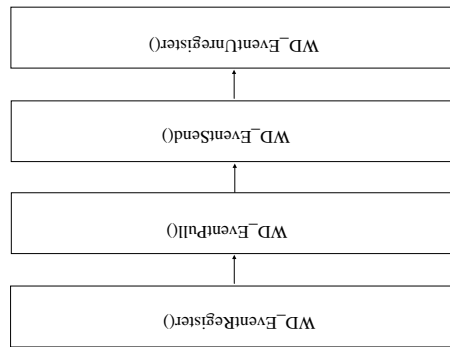 WD_EventRegister()
WD_EventPull()
WD_EventSend()
WD_EventUnregister()